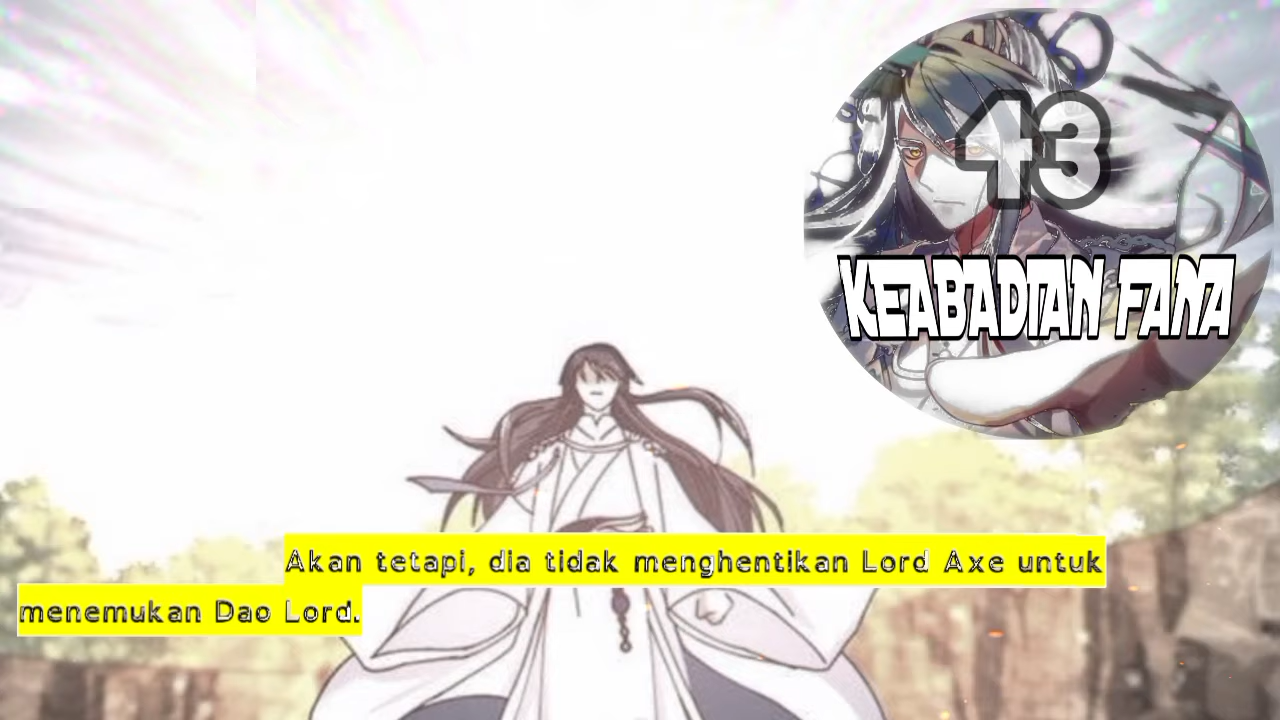 43
KEABADIAN FANA
Akan tetapi, dia tidak menghentikan Lord Axe untuk
menemukan Dao Lord.